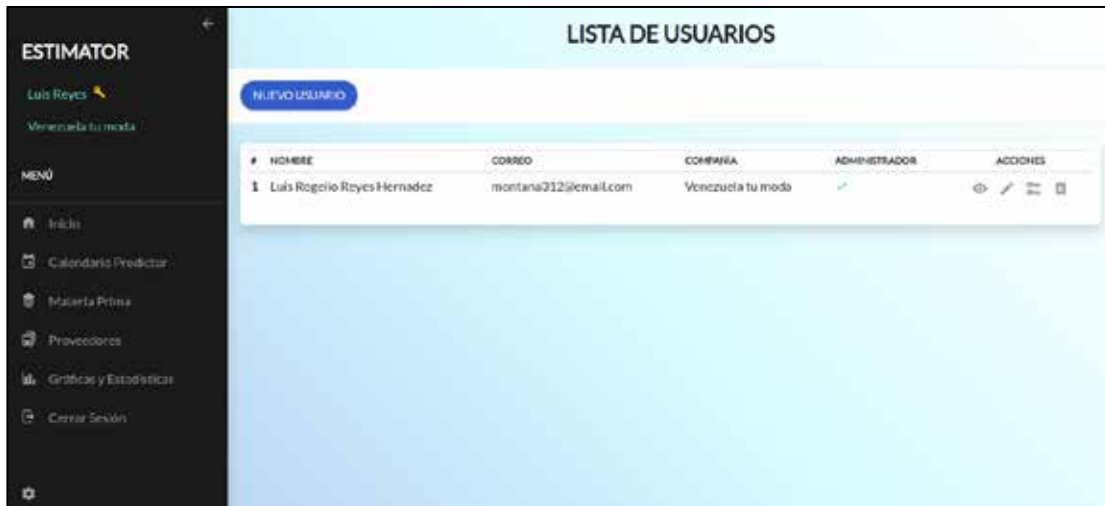 ESTIMATOR
Luis Reyes
Venezuela tu moda
MENÚ
Inicio
Calendario Predictor
Materia Prima
Proveedores
Gráficas y Estadísticas
Cerrar Sesión
LISTA DE USUARIOS
NUEVO USUARIO
# NOMBRE CORREO COMPAÑÍA ADMINISTRADOR ACCIONES
1 Luis Rogelio Reyes Hernadez montana312@email.com Venezuela tu moda